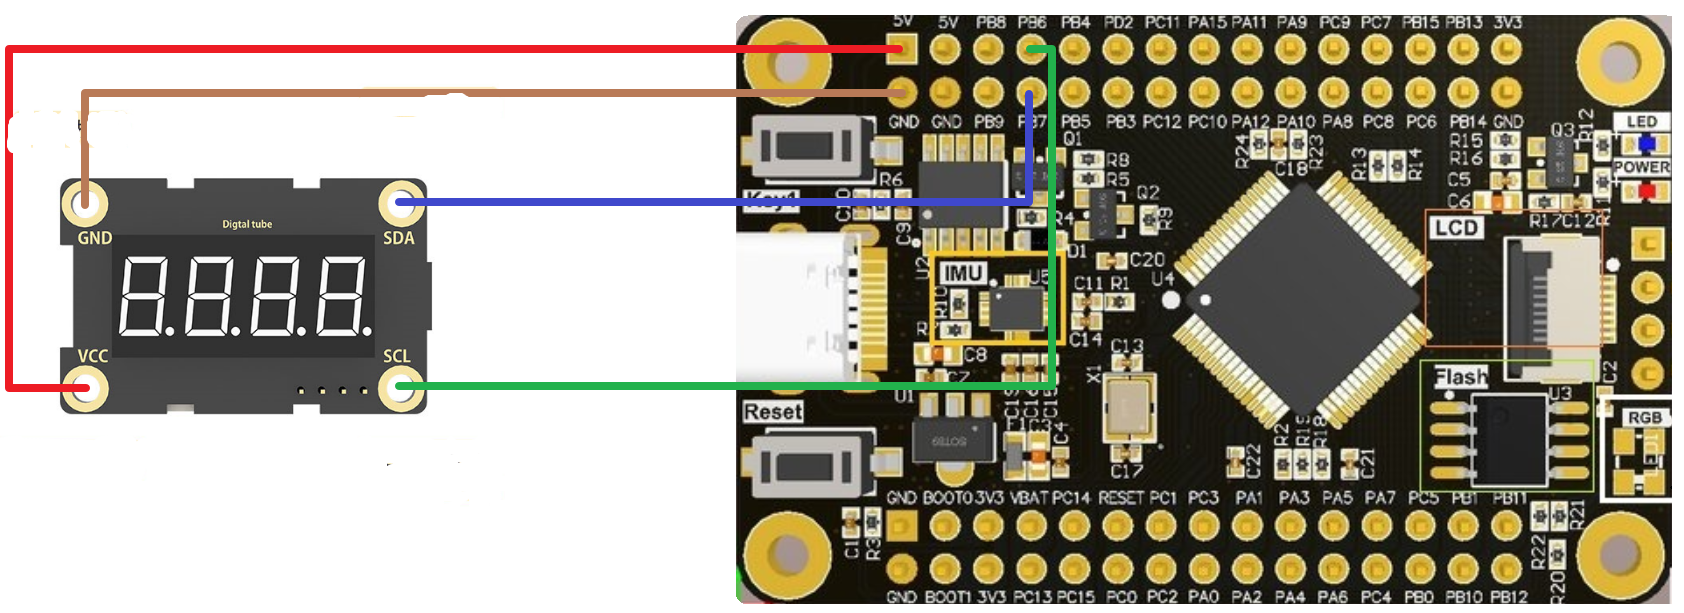 5V 5V PB8 PB6 PB4 PD2 PC11 PA15 PA11 PA9 PC9 PC7 PB15 PB13 3V3
GND GND PB9 PB7 PB5 PB3 PC12 PC10 PA12 PA10 PA8 PC8 PC6 PB14 GND
Digtal tube
GND
SDA
VCC
SCL
Key1
R6
C10
C9
U2
Q1
R8
R5
Q2
R4
R9
D1
C20
IMU
U5
R10
C11 R1
C14
C8
C7
U1
C13
X1
C17
U4
R24
C18
R23
R13
R14
R15
R16
C5
C6
Q3
R12
LED
POWER
R17
C12
LCD
Flash
U3
C2
RGB
Reset
SOT89
C19
C16
C15
C3
C4
C22
R2
R19
R18
C21
GND BOOT0 3V3 VBAT PC14 RESET PC1 PC3 PA1 PA3 PA5 PA7 PC5 PB1 PB11
C1
R3
R22
R21
R20
GND BOOT1 3V3 PC13 PC15 PC0 PC2 PA0 PA2 PA4 PA6 PC4 PB0 PB10 PB12